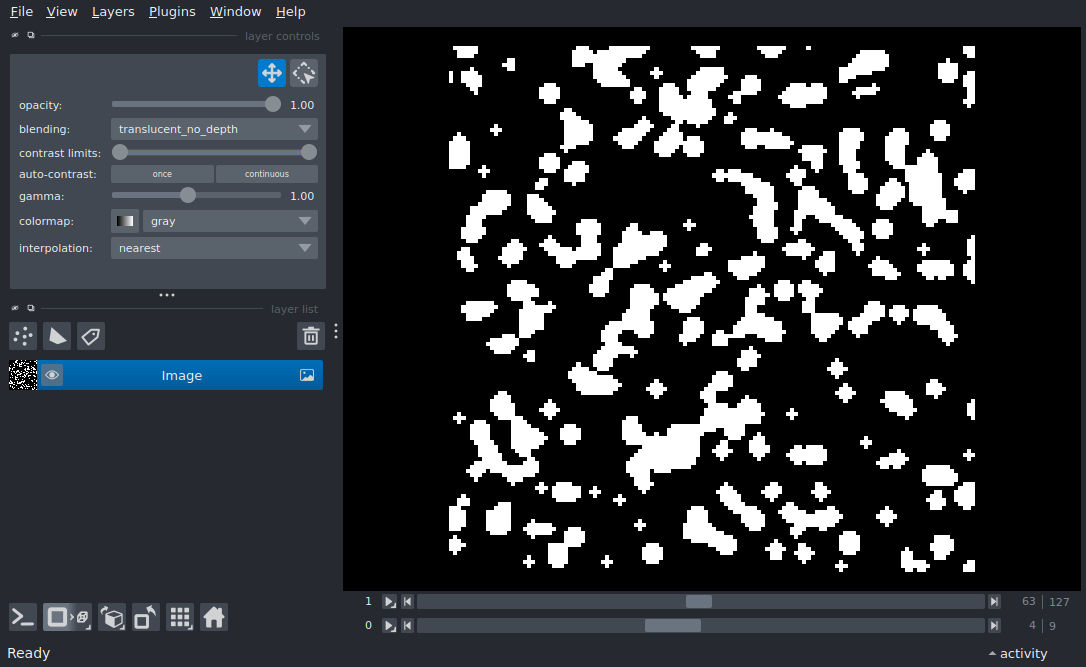 File View Layers Plugins Window Help
layer controls
opacity: 1.00
blending: translucent_no_depth
contrast limits:
auto-contrast: once continuous
gamma: 1.00
colormap: gray
interpolation: nearest
layer list
Image
1 63 127
0 4 9
Ready activity